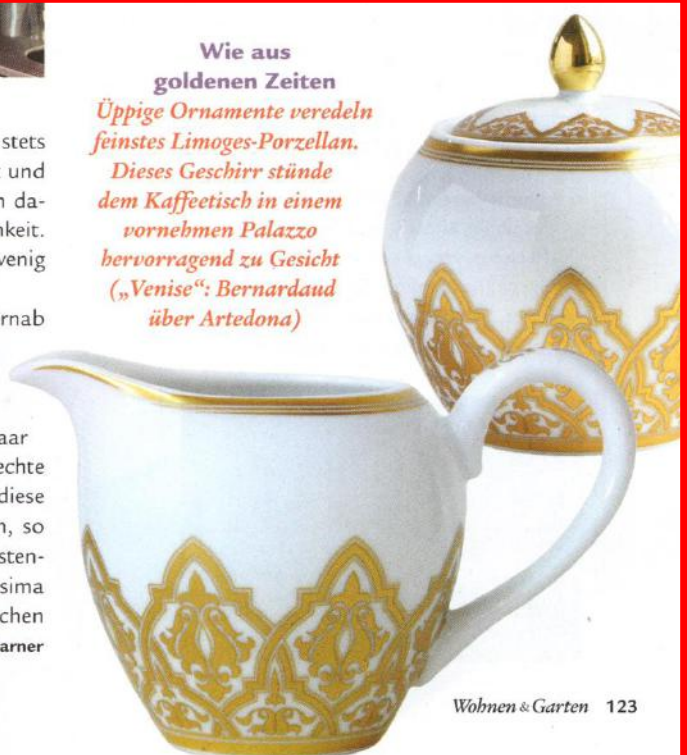 Wie aus
goldenen Zeiten
Üppige Ornamente veredeln
feinstes Limoges-Porzellan.
Dieses Geschirr stünde
dem Kaffeetisch in einem
vornehmen Palazzo
hervorragend zu Gesicht
(„Venise“: Bernardaud
über Artedona)
stets
und
da-
keit.
venig
rnab
aar
echte
diese
n, so
sten-
sima
chen
arner
Wohnen & Garten 123